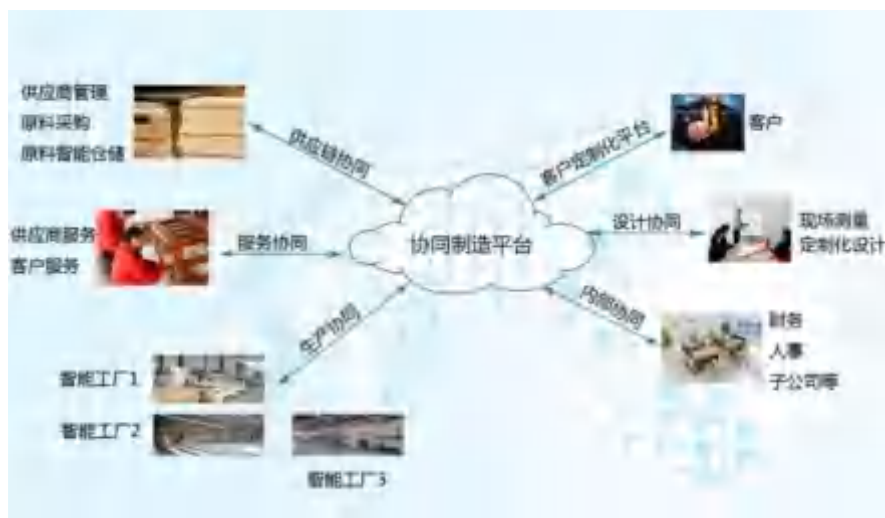 供应商管理
原料采购
原料智能仓储
供应链协同
客户定制化平台
客户
供应商服务
客户服务
服务协同
协同制造平台
设计协同
现场测量
定制化设计
生产协同
内部协同
财务
人事
子公司等
智能工厂1
智能工厂2
智能工厂3